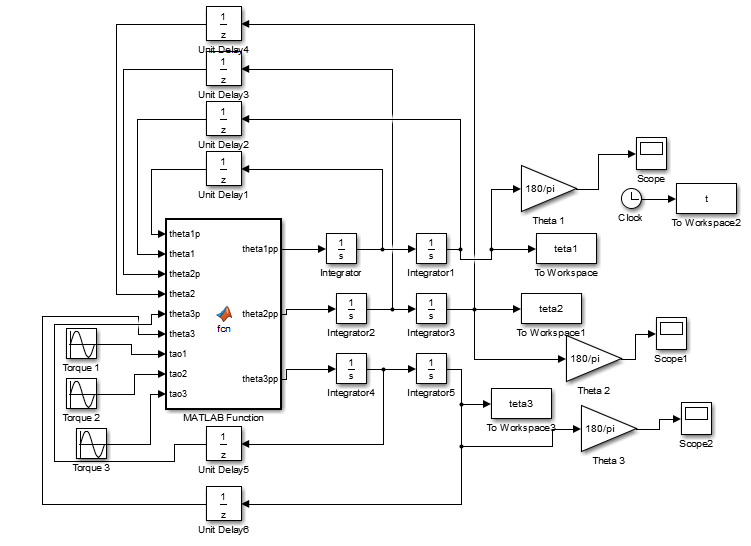 1
z
Unit Delay4
1
z
Unit Delay3
1
z
Unit Delay2
1
z
Unit Delay1
180/pi
Theta 1
Scope
Clock
t
To Workspace2
theta1p
theta1
theta2p
theta2
theta3p
theta3
tao1
tao2
tao3
fcn
theta1pp
theta2pp
theta3pp
MATLAB Function
1
s
Integrator
1
s
Integrator1
teta1
To Workspace
1
s
Integrator2
1
s
Integrator3
teta2
To Workspace1
180/pi
Theta 2
Scope1
Torque 1
Torque 2
Torque 3
1
s
Integrator4
1
s
Integrator5
teta3
To Workspace3
180/pi
Theta 3
Scope2
1
z
Unit Delay5
1
z
Unit Delay6